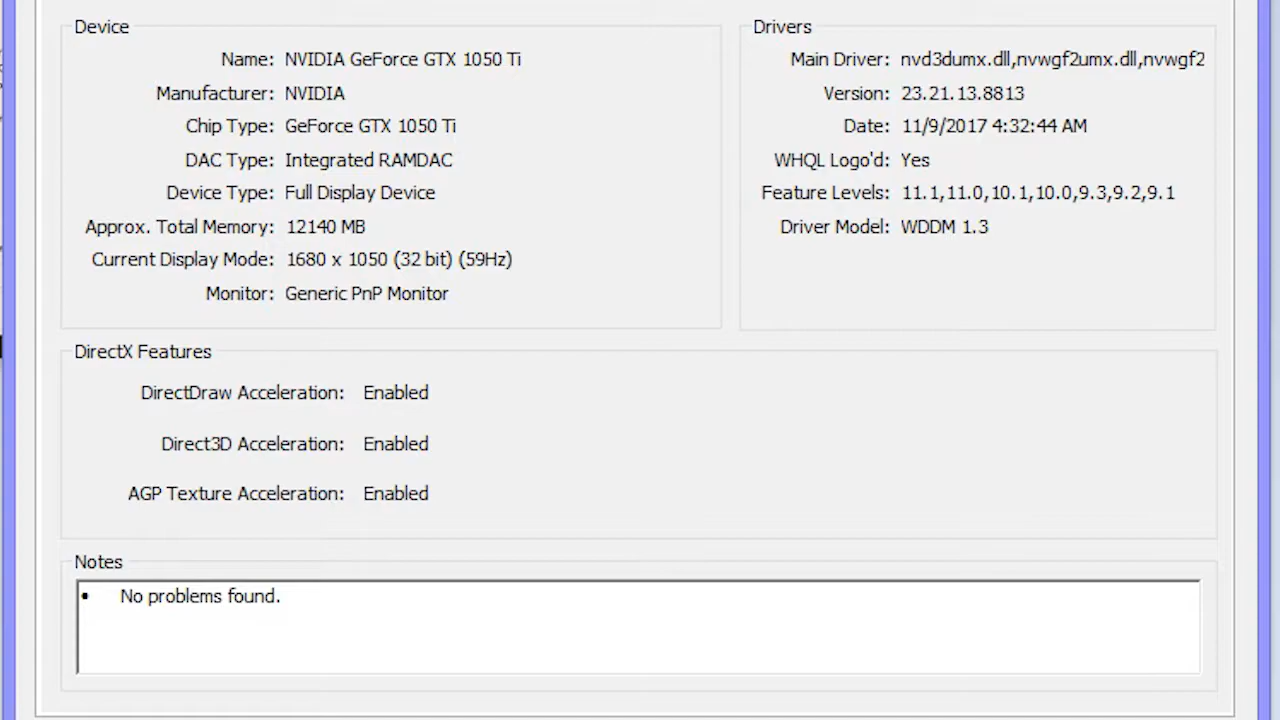 Device
Name: NVIDIA GeForce GTX 1050 Ti
Manufacturer: NVIDIA
Chip Type: GeForce GTX 1050 Ti
DAC Type: Integrated RAMDAC
Device Type: Full Display Device
Approx. Total Memory: 12140 MB
Current Display Mode: 1680 x 1050 (32 bit) (59Hz)
Monitor: Generic PnP Monitor
Drivers
Main Driver: nvd3dumx.dll,nvwgf2umx.dll,nvwgf2
Version: 23.21.13.8813
Date: 11/9/2017 4:32:44 AM
WHQL Logo'd: Yes
Feature Levels: 11.1,11.0,10.1,10.0,9.3,9.2,9.1
Driver Model: WDDM 1.3
DirectX Features
DirectDraw Acceleration: Enabled
Direct3D Acceleration: Enabled
AGP Texture Acceleration: Enabled
Notes
• No problems found.